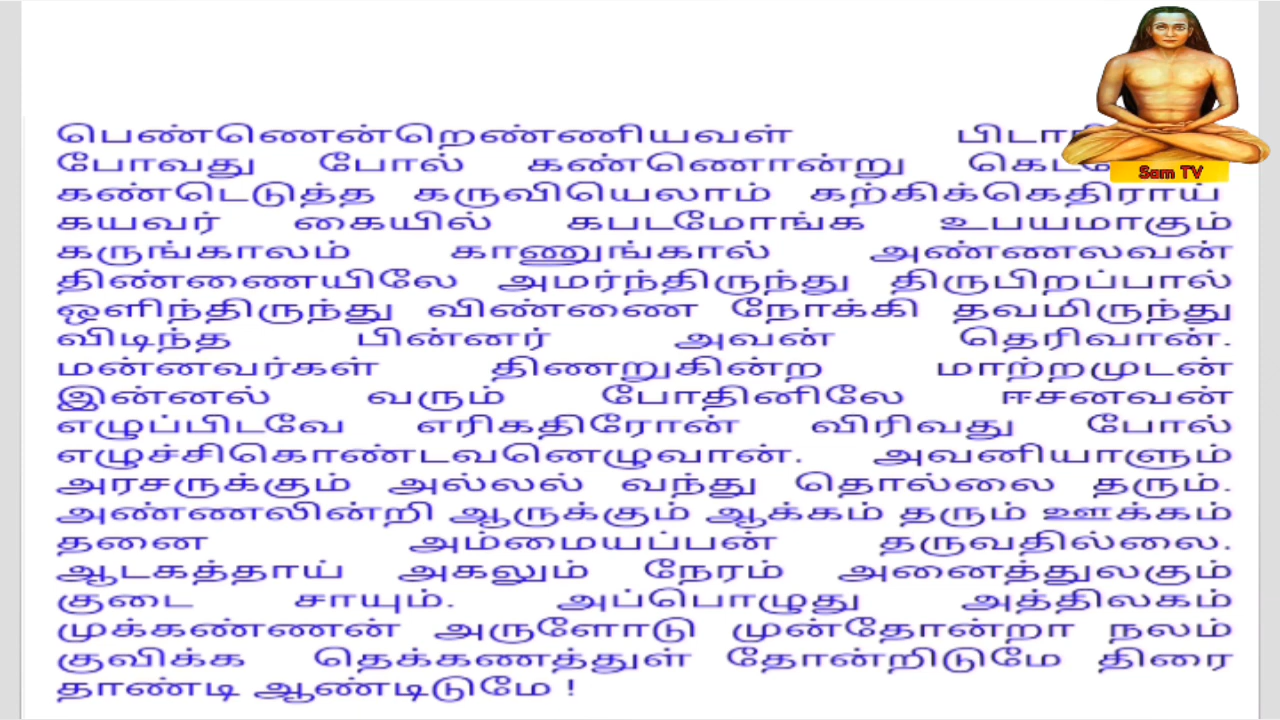 பெண்ணென்றெண்ணியவள்
போவது போல் கண்ணொன்று
கண்டெடுத்த கருவியெலாம் கற்கிக்கெதிராய்
கயவர் கையில் கபடமோங்க உபயமாகும்
கருங்காலம் காணுங்கால் அண்ணலவன்
திண்ணையிலே அமர்ந்திருந்து திருபிறப்பால்
ஒளிந்திருந்து விண்ணை நோக்கி தவமிருந்து
விடிந்த பின்னர் அவன் தெரிவான்.
மன்னவர்கள் திணறுகின்ற மாற்றமுடன்
இன்னல் வரும் போதினிலே ஈசனவன்
எழுப்பிடவே எரிகதிரோன் விரிவது போல்
எழுச்சிகொண்டவனெழுவான். அவனியாளும்
அரசருக்கும் அல்லல் வந்து தொல்லை தரும்.
அண்ணலின்றி ஆருக்கும் ஆக்கம் தரும் ஊக்கம்
தனை அம்மையப்பன் தருவதில்லை.
ஆடகத்தாய் அகலும் நேரம் அனைத்துலகும்
குடை சாயும். அப்பொழுது அத்திலகம்
முக்கண்ணன் அருளோடு முன்தோன்றா நலம்
குவிக்க தெக்கணத்துள் தோன்றிடுமே திரை
தாண்டி ஆண்டிடுமே !
Sam TV